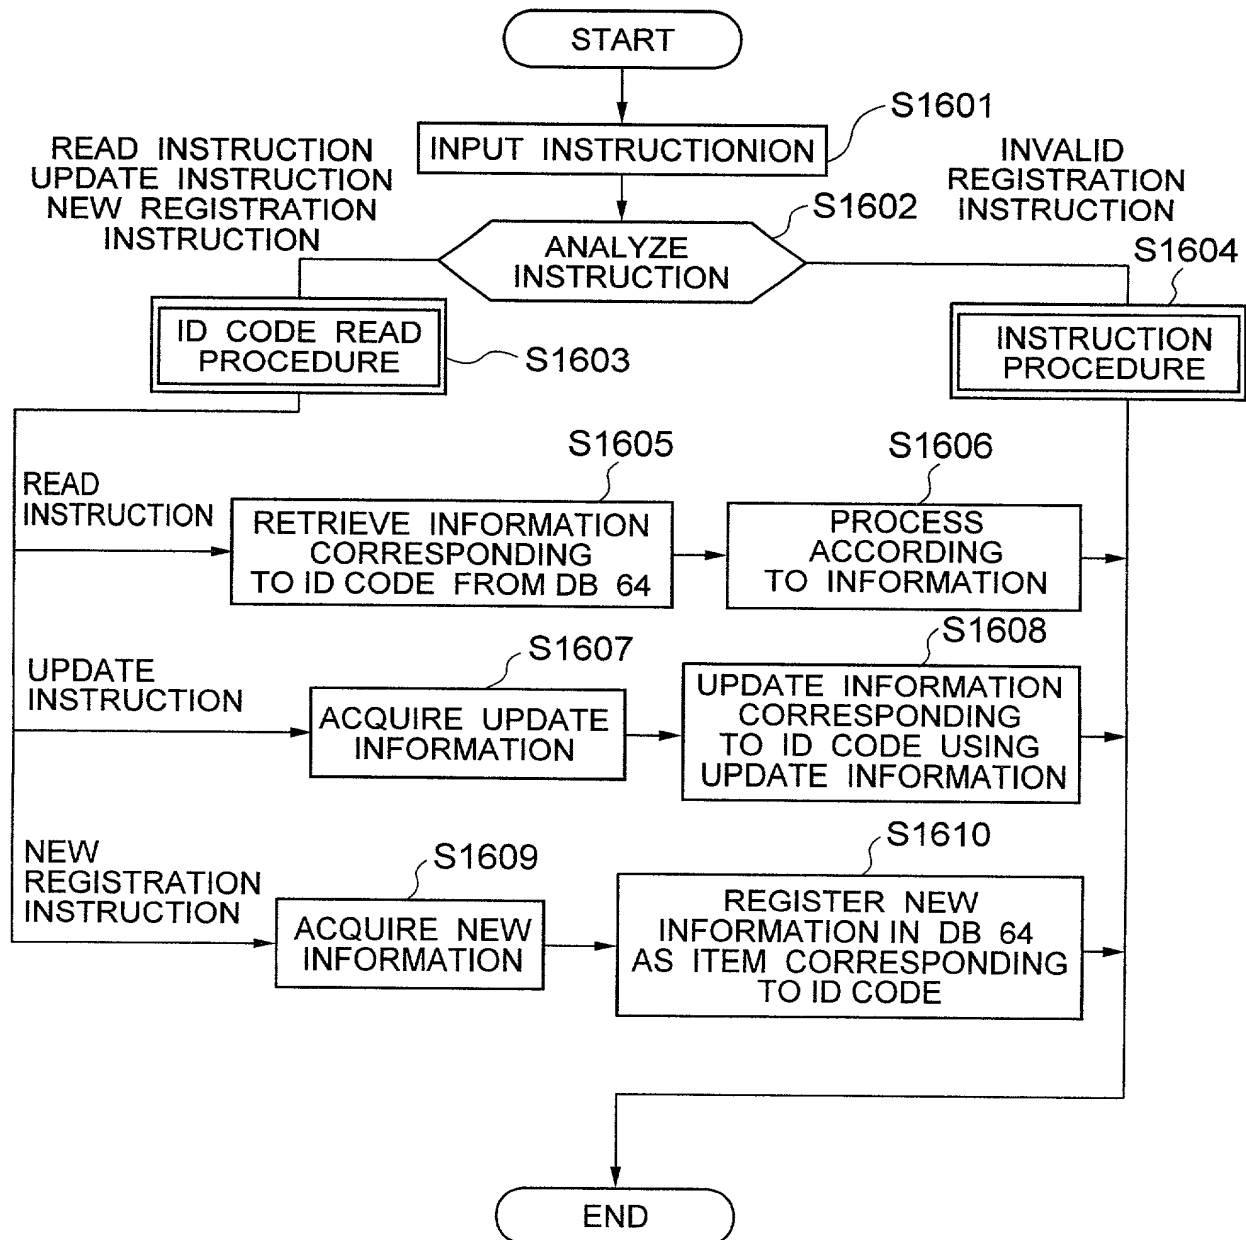 START
S1601
INPUT INSTRUCTIONION
READ INSTRUCTION
UPDATE INSTRUCTION
NEW REGISTRATION
INSTRUCTION
INVALID
REGISTRATION
INSTRUCTION
S1602
ANALYZE
INSTRUCTION
S1604
ID CODE READ
PROCEDURE
S1603
INSTRUCTION
PROCEDURE
READ
INSTRUCTION
S1605
RETRIEVE INFORMATION
CORRESPONDING
TO ID CODE FROM DB 64
S1606
PROCESS
ACCORDING
TO INFORMATION
UPDATE
INSTRUCTION
S1607
ACQUIRE UPDATE
INFORMATION
S1608
UPDATE INFORMATION
CORRESPONDING
TO ID CODE USING
UPDATE INFORMATION
NEW
REGISTRATION
INSTRUCTION
S1609
ACQUIRE NEW
INFORMATION
S1610
REGISTER NEW
INFORMATION IN DB 64
AS ITEM CORRESPONDING
TO ID CODE
END